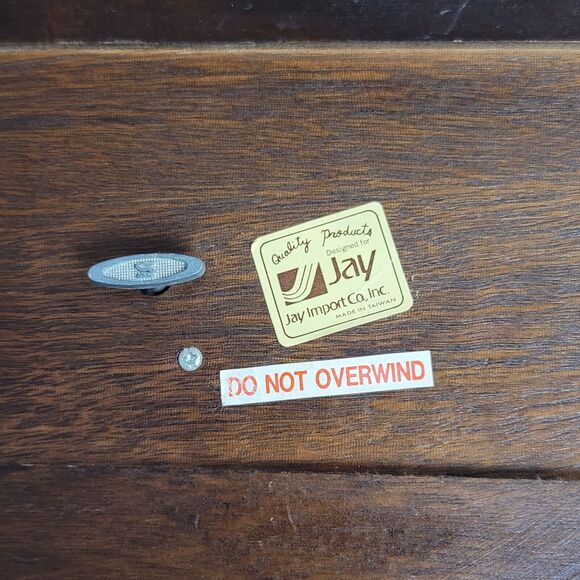 Quality Products
Designed for
Jay
Jay Import Co., Inc.
MADE IN TAIWAN
DO NOT OVERWIND